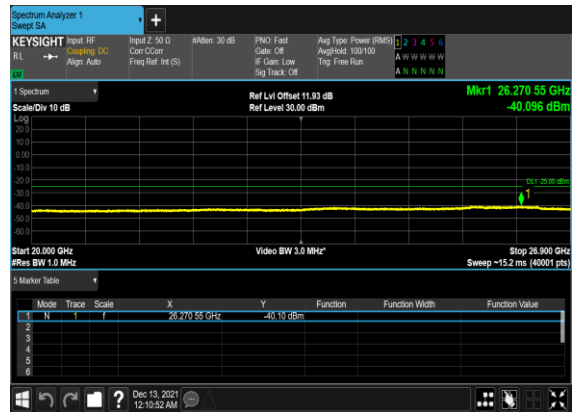 Spectrum Analyzer 1
Swept SA
KEYSIGHT Input: RF Input Z: 50 Ω #Atten: 30 dB PNO: Fast Avg Type: Power (RMS) 1 2 3 4 5 6
RL Coupling: DC Corr CCorr Gate: Off Avg|Hold: 100/100 A W W W W W
Align: Auto Freq Ref: Int (S) IF Gain: Low Trig: Free Run
Sig Track: Off A N N N N N
1 Spectrum Ref Lvl Offset 11.93 dB Mkr1 26.270 55 GHz
Scale/Div 10 dB Ref Level 30.00 dBm -40.096 dBm
Log
20.0
10.0
0.00
-10.0
-20.0
DL1 -25.00 dBm
-30.0
1
-40.0
-50.0
-60.0
Start 20.000 GHz Video BW 3.0 MHz* Stop 26.900 GHz
#Res BW 1.0 MHz Sweep ~15.2 ms (40001 pts)
5 Marker Table
Mode Trace Scale X Y Function Function Width Function Value
1 N 1 f 26.270 55 GHz -40.10 dBm
2
3
4
5
6
? Dec 13, 2021
12:10:52 AM